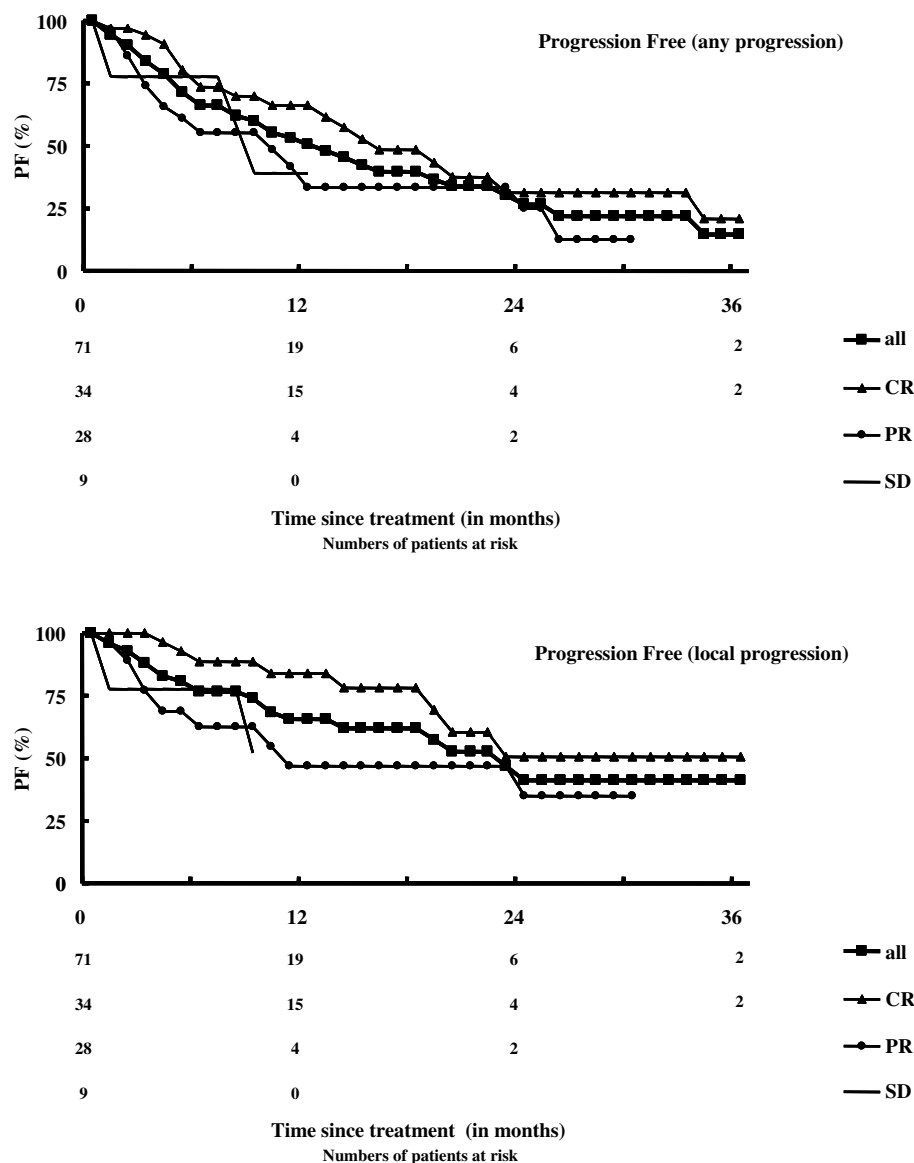 Progression Free (any progression)
PF (%)
100
75
50
25
0
0 12 24 36
71 19 6 2 all
34 15 4 2 CR
28 4 2 PR
9 0 SD
Time since treatment (in months)
Numbers of patients at risk
Progression Free (local progression)
PF (%)
100
75
50
25
0
0 12 24 36
71 19 6 2 all
34 15 4 2 CR
28 4 2 PR
9 0 SD
Time since treatment (in months)
Numbers of patients at risk